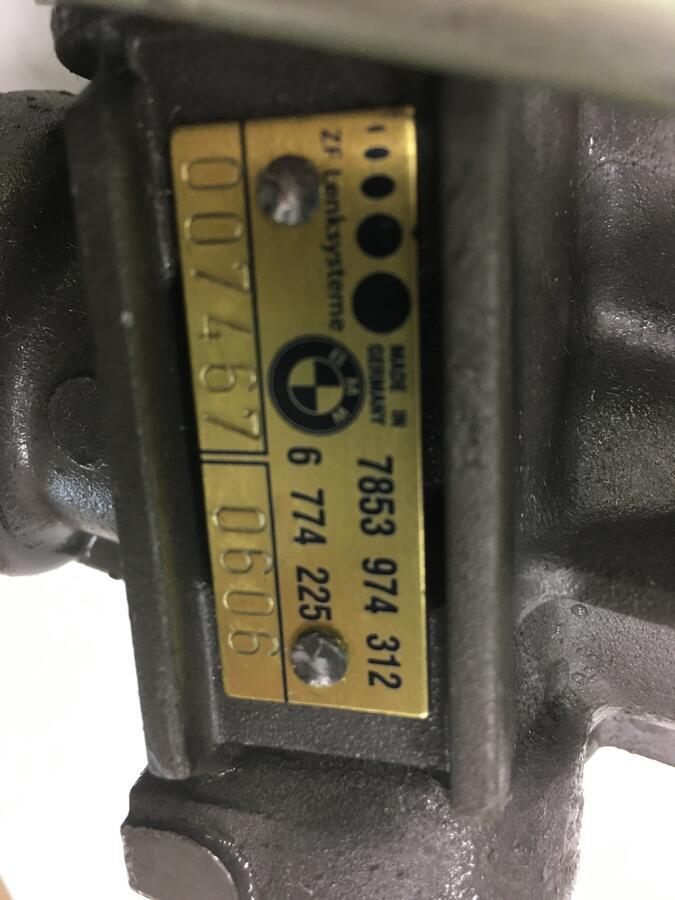 ZF Lenksysteme
BMW
MADE IN
GERMANY
7853 974 312
6 774 225
007467 0606